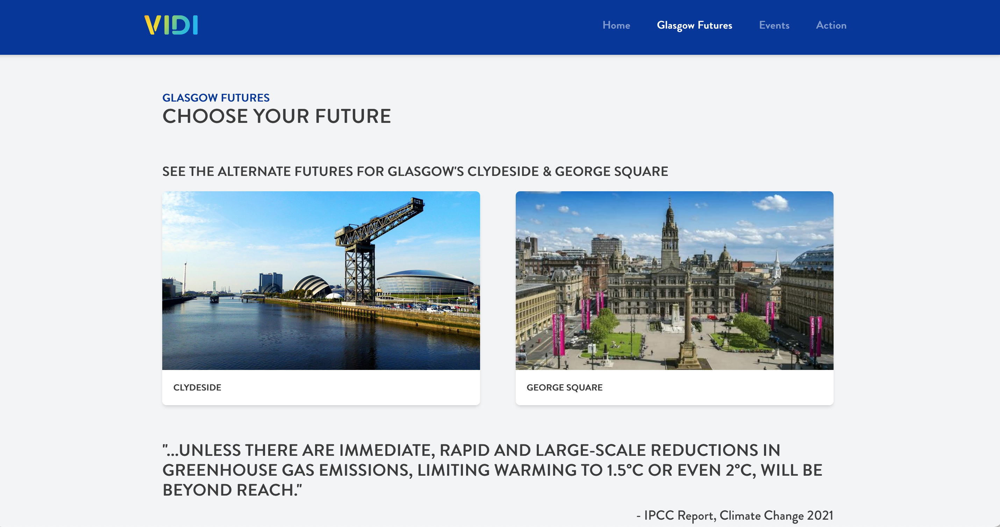 VIDI
Home
Glasgow Futures
Events
Action
GLASGOW FUTURES
CHOOSE YOUR FUTURE
SEE THE ALTERNATE FUTURES FOR GLASGOW'S CLYDESIDE & GEORGE SQUARE
CLYDESIDE
GEORGE SQUARE
"...UNLESS THERE ARE IMMEDIATE, RAPID AND LARGE-SCALE REDUCTIONS IN
GREENHOUSE GAS EMISSIONS, LIMITING WARMING TO 1.5°C OR EVEN 2°C, WILL BE
BEYOND REACH."
- IPCC Report, Climate Change 2021